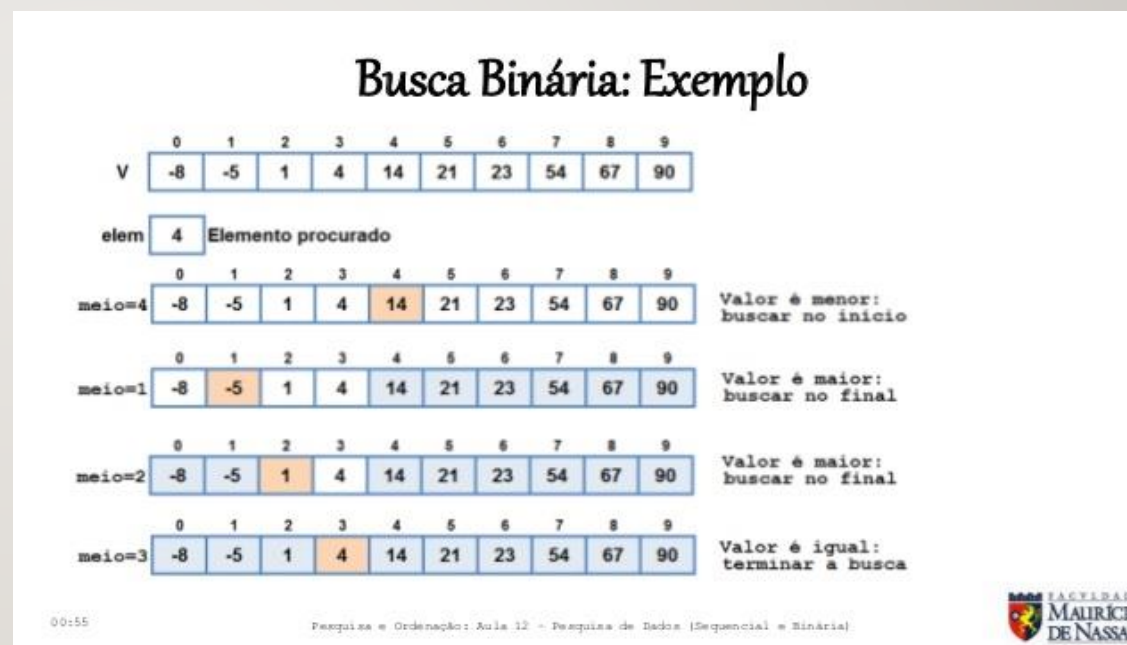 Busca Binária: Exemplo
0 1 2 3 4 5 6 7 8 9
V -8 -5 1 4 14 21 23 54 67 90
elem 4 Elemento procurado
0 1 2 3 4 5 6 7 8 9
meio=4 -8 -5 1 4 14 21 23 54 67 90
Valor é menor:
buscar no inicio
0 1 2 3 4 5 6 7 8 9
meio=1 -8 -5 1 4 14 21 23 54 67 90
Valor é maior:
buscar no final
0 1 2 3 4 5 6 7 8 9
meio=2 -8 -5 1 4 14 21 23 54 67 90
Valor é maior:
buscar no final
0 1 2 3 4 5 6 7 8 9
meio=3 -8 -5 1 4 14 21 23 54 67 90
Valor é igual:
terminar a busca
00:55
Pesquisa e Ordenação: Aula 12 - Pesquisa de Dados (Sequencial e Binária)
FACULDAD
MAURÍCI
DE NASSA